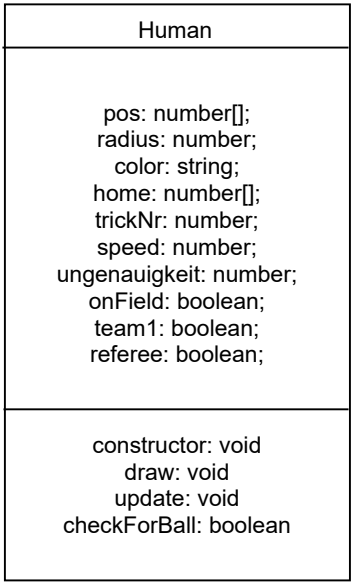 Human
pos: number[];
radius: number;
color: string;
home: number[];
trickNr: number;
speed: number;
ungenauigkeit: number;
onField: boolean;
team1: boolean;
referee: boolean;
constructor: void
draw: void
update: void
checkForBall: boolean